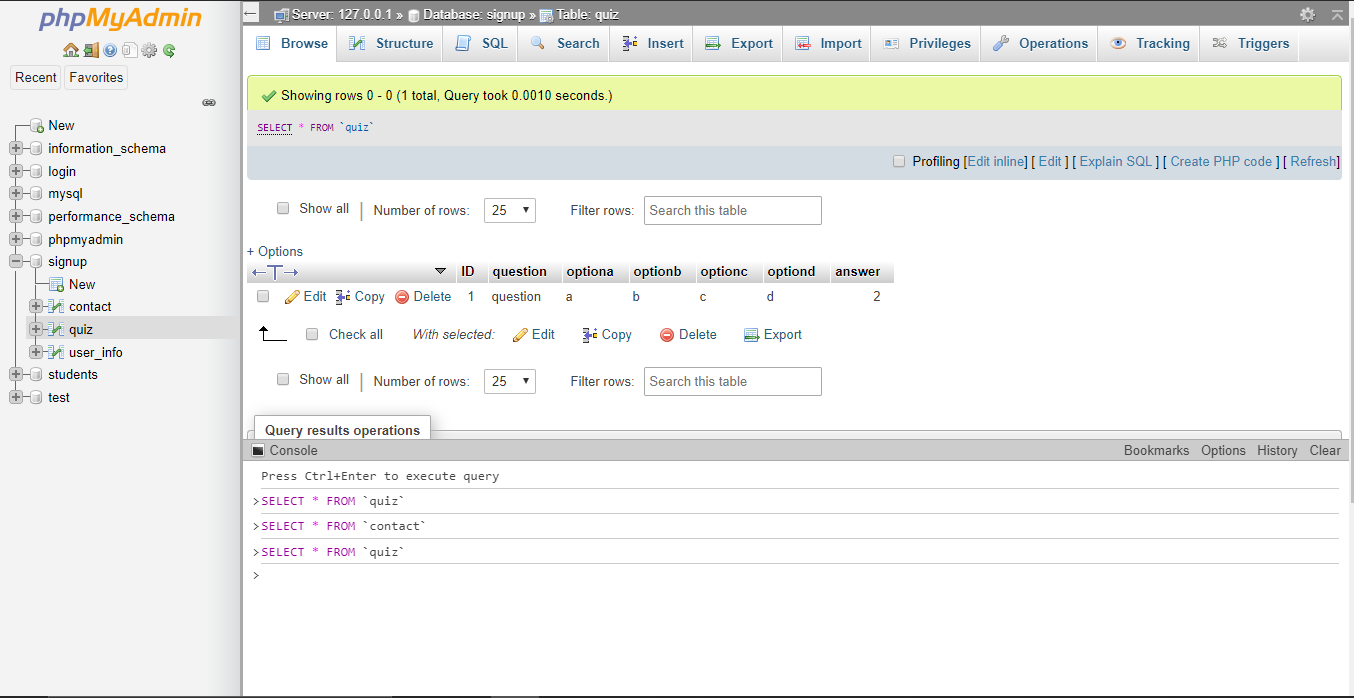 phpMyAdmin
Recent Favorites
New
information_schema
login
mysql
performance_schema
phpmyadmin
signup
New
contact
quiz
user_info
students
test
Server: 127.0.0.1 » Database: signup » Table: quiz
Browse Structure SQL Search Insert Export Import Privileges Operations Tracking Triggers
Showing rows 0 - 0 (1 total, Query took 0.0010 seconds.)
SELECT * FROM `quiz`
Profiling [Edit inline] [ Edit ] [ Explain SQL ] [ Create PHP code ] [ Refresh]
Show all | Number of rows: 25 Filter rows: Search this table
+ Options
←T→ ID question optiona optionb optionc optiond answer
Edit Copy Delete 1 question a b c d 2
Check all With selected: Edit Copy Delete Export
Show all | Number of rows: 25 Filter rows: Search this table
Query results operations
Console Bookmarks Options History Clear
Press Ctrl+Enter to execute query
>SELECT * FROM `quiz`
>SELECT * FROM `contact`
>SELECT * FROM `quiz`
>